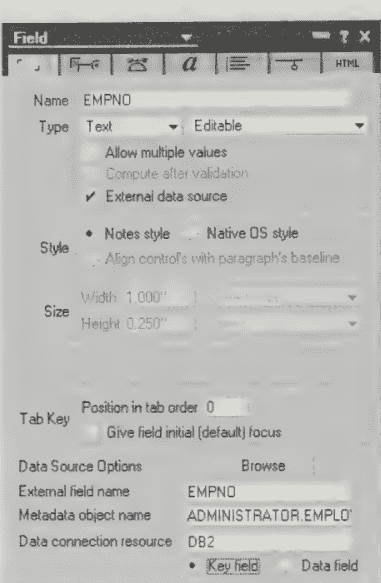 Field ? X
a HTML
Name EMPNO
Type Text Editable
Allow multiple values
Compute after validation
External data source
Style Notes style Native OS style
Align control's with paragraph's baseline
Size Width 1.000"
Height 0.250"
Tab Key Position in tab order 0
Give field initial (default) focus
Data Source Options Browse
External field name EMPNO
Metadata object name ADMINISTRATOR.EMPLO
Data connection resource DB2
Key field Data field